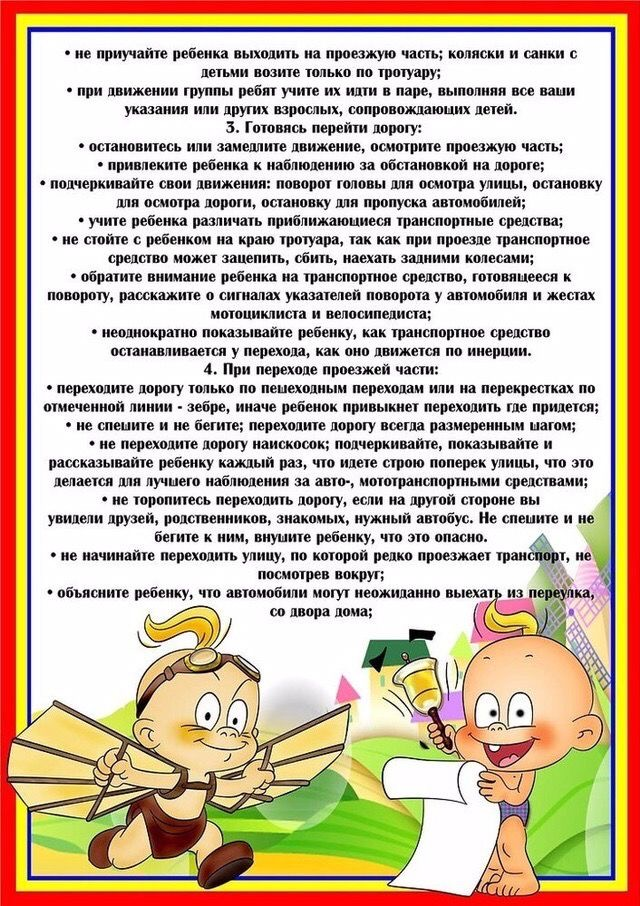 • не приучайте ребенка выходить на проезжую часть; коляски и санки с
детьми возите только по тротуару;
• при движении группы ребят учите их идти в паре, выполняя все ваши
указания или других взрослых, сопровождающих детей.
3. Готовясь перейти дорогу:
• остановитесь или замедлите движение, осмотрите проезжую часть;
• привлеките ребенка к наблюдению за обстановкой на дороге;
• подчеркивайте свои движения: поворот головы для осмотра улицы, остановку
для осмотра дороги, остановку для пропуска автомобилей;
• учите ребенка различать приближающиеся транспортные средства;
• не стойте с ребенком на краю тротуара, так как при проезде транспортное
средство может зацепить, сбить, наехать задними колесами;
• обратите внимание ребенка на транспортное средство, готовящееся к
повороту, расскажите о сигналах указателей поворота у автомобиля и жестах
мотоциклиста и велосипедиста;
• неоднократно показывайте ребенку, как транспортное средство
останавливается у перехода, как оно движется по инерции.
4. При переходе проезжей части:
• переходите дорогу только по пешеходным переходам или на перекрестках по
отмеченной линии - зебре, иначе ребенок привыкнет переходить где придется;
• не спешите и не бегите; переходите дорогу всегда размеренным шагом;
• не переходите дорогу наискосок; подчеркивайте, показывайте и
рассказывайте ребенку каждый раз, что идете строго поперек улицы, что это
делается для лучшего наблюдения за авто-, мототранспортными средствами;
• не торопитесь переходить дорогу, если на другой стороне вы
увидели друзей, родственников, знакомых, нужный автобус. Не спешите и не
бегите к ним, внушите ребенку, что это опасно.
• не начинайте переходить улицу, по которой редко проезжает транспорт, не
посмотрев вокруг;
• объясните ребенку, что автомобили могут неожиданно выехать из переулка,
со двора дома;